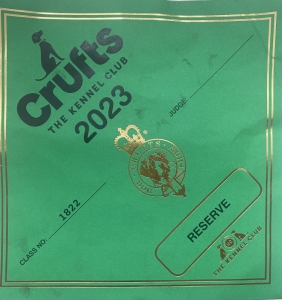 Crufts
THE KENNEL CLUB
2023
JUDGE:
CLASS NO. 1822
RESERVE
THE KENNEL CLUB